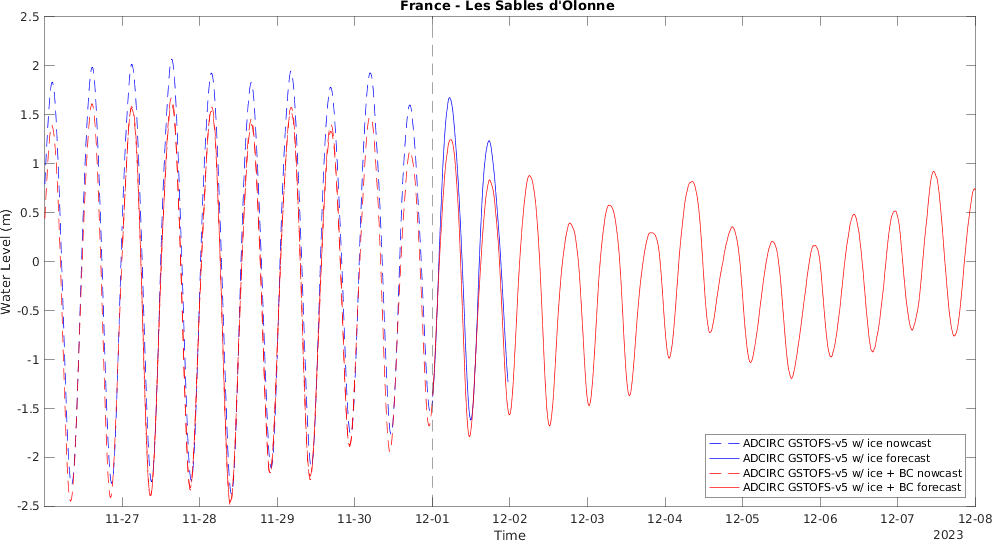 France - Les Sables d'Olonne
2.5
2
1.5
1
0.5
0
-0.5
-1
-1.5
-2
-2.5
Water Level (m)
ADCIRC GSTOFS-v5 w/ ice nowcast
ADCIRC GSTOFS-v5 w/ ice forecast
ADCIRC GSTOFS-v5 w/ ice + BC nowcast
ADCIRC GSTOFS-v5 w/ ice + BC forecast
11-27 11-28 11-29 11-30 12-01 12-02 12-03 12-04 12-05 12-06 12-07 12-08
Time
2023